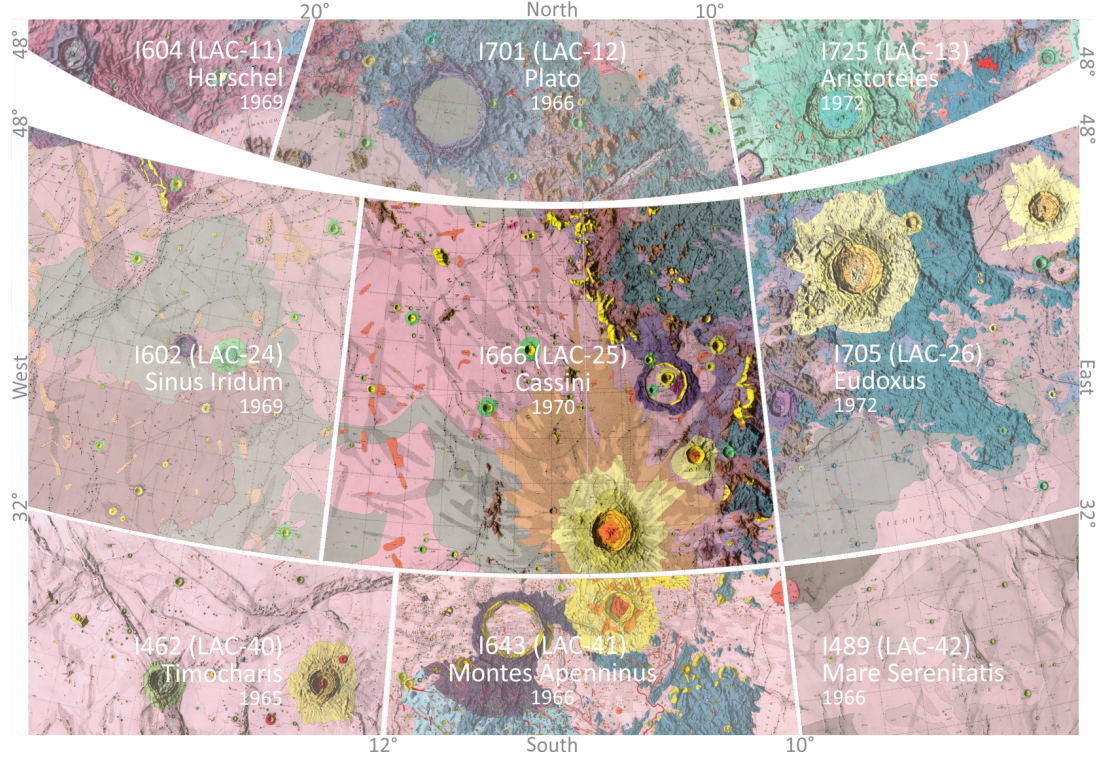 20° North 10°
48° I604 (LAC-11) I701 (LAC-12) I725 (LAC-13) 48°
Herschel Plato Aristoteles
1969 1966 1972
48° 48°
West I602 (LAC-24) I666 (LAC-25) I705 (LAC-26) East
Sinus Iridum Cassini Eudoxus
1969 1970 1972
32° 32°
I462 (LAC-40) I643 (LAC-41) I489 (LAC-42)
Timocharis Montes Apenninus Mare Serenitatis
1965 1966 1966
12° South 10°